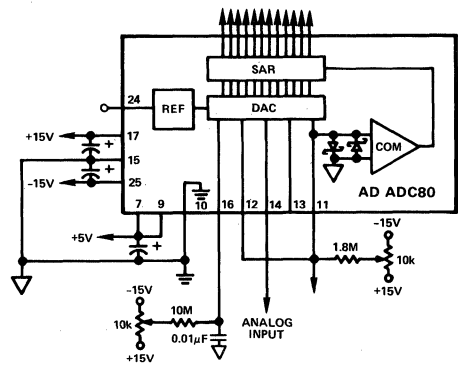 SAR
24
REF
DAC
+15V
17
COM
15
AD ADC80
-15V
25
7
9
10
16
12
14
13
11
+5V
-15V
1.8M
10k
+15V
-15V
10M
10k
0.01µF
+15V
ANALOG
INPUT
+
+
+